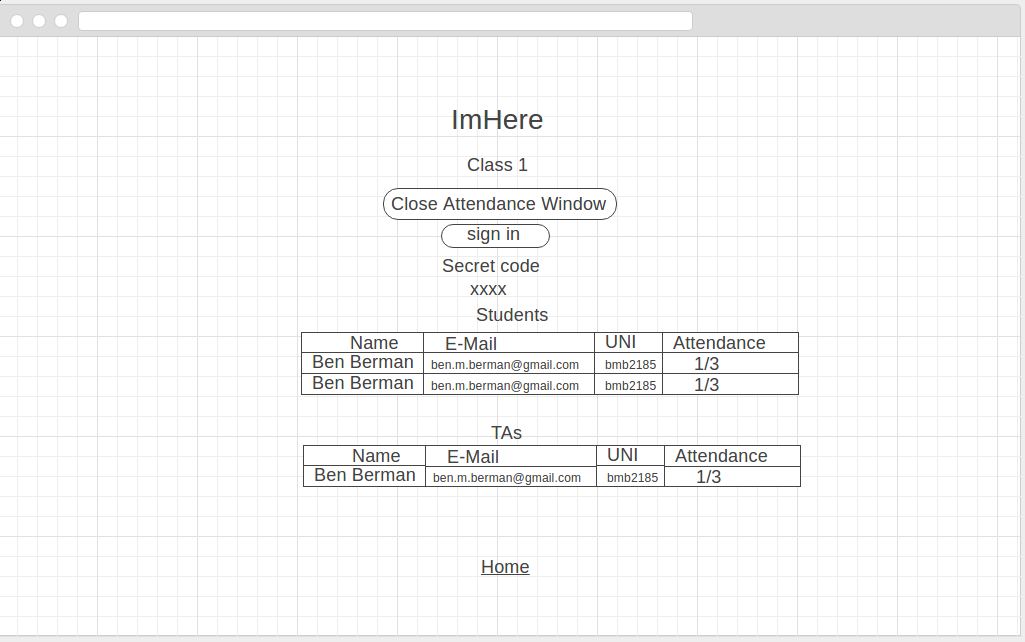 ImHere
Class 1
Close Attendance Window
sign in
Secret code
xxxx
Students
Name E-Mail UNI Attendance
Ben Berman ben.m.berman@gmail.com bmb2185 1/3
Ben Berman ben.m.berman@gmail.com bmb2185 1/3
TAs
Name E-Mail UNI Attendance
Ben Berman ben.m.berman@gmail.com bmb2185 1/3
Home